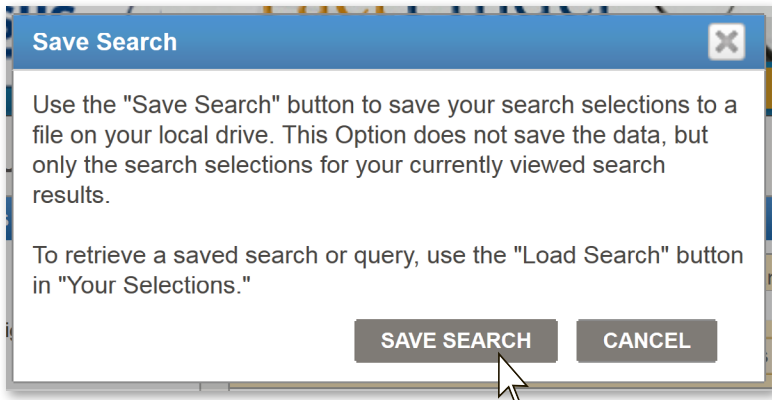 Save Search
Use the "Save Search" button to save your search selections to a
file on your local drive. This Option does not save the data, but
only the search selections for your currently viewed search
results.
To retrieve a saved search or query, use the "Load Search" button
in "Your Selections."
SAVE SEARCH
CANCEL